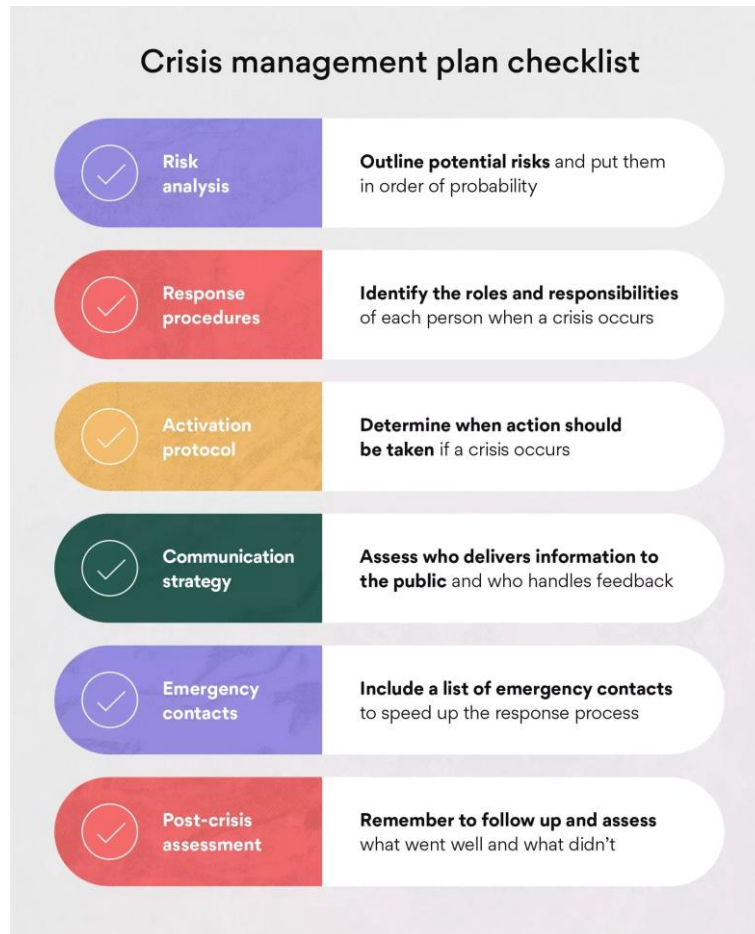 Crisis management plan checklist
Risk
analysis
Outline potential risks and put them
in order of probability
Response
procedures
Identify the roles and responsibilities
of each person when a crisis occurs
Activation
protocol
Determine when action should
be taken if a crisis occurs
Communication
strategy
Assess who delivers information to
the public and who handles feedback
Emergency
contacts
Include a list of emergency contacts
to speed up the response process
Post-crisis
assessment
Remember to follow up and assess
what went well and what didn’t